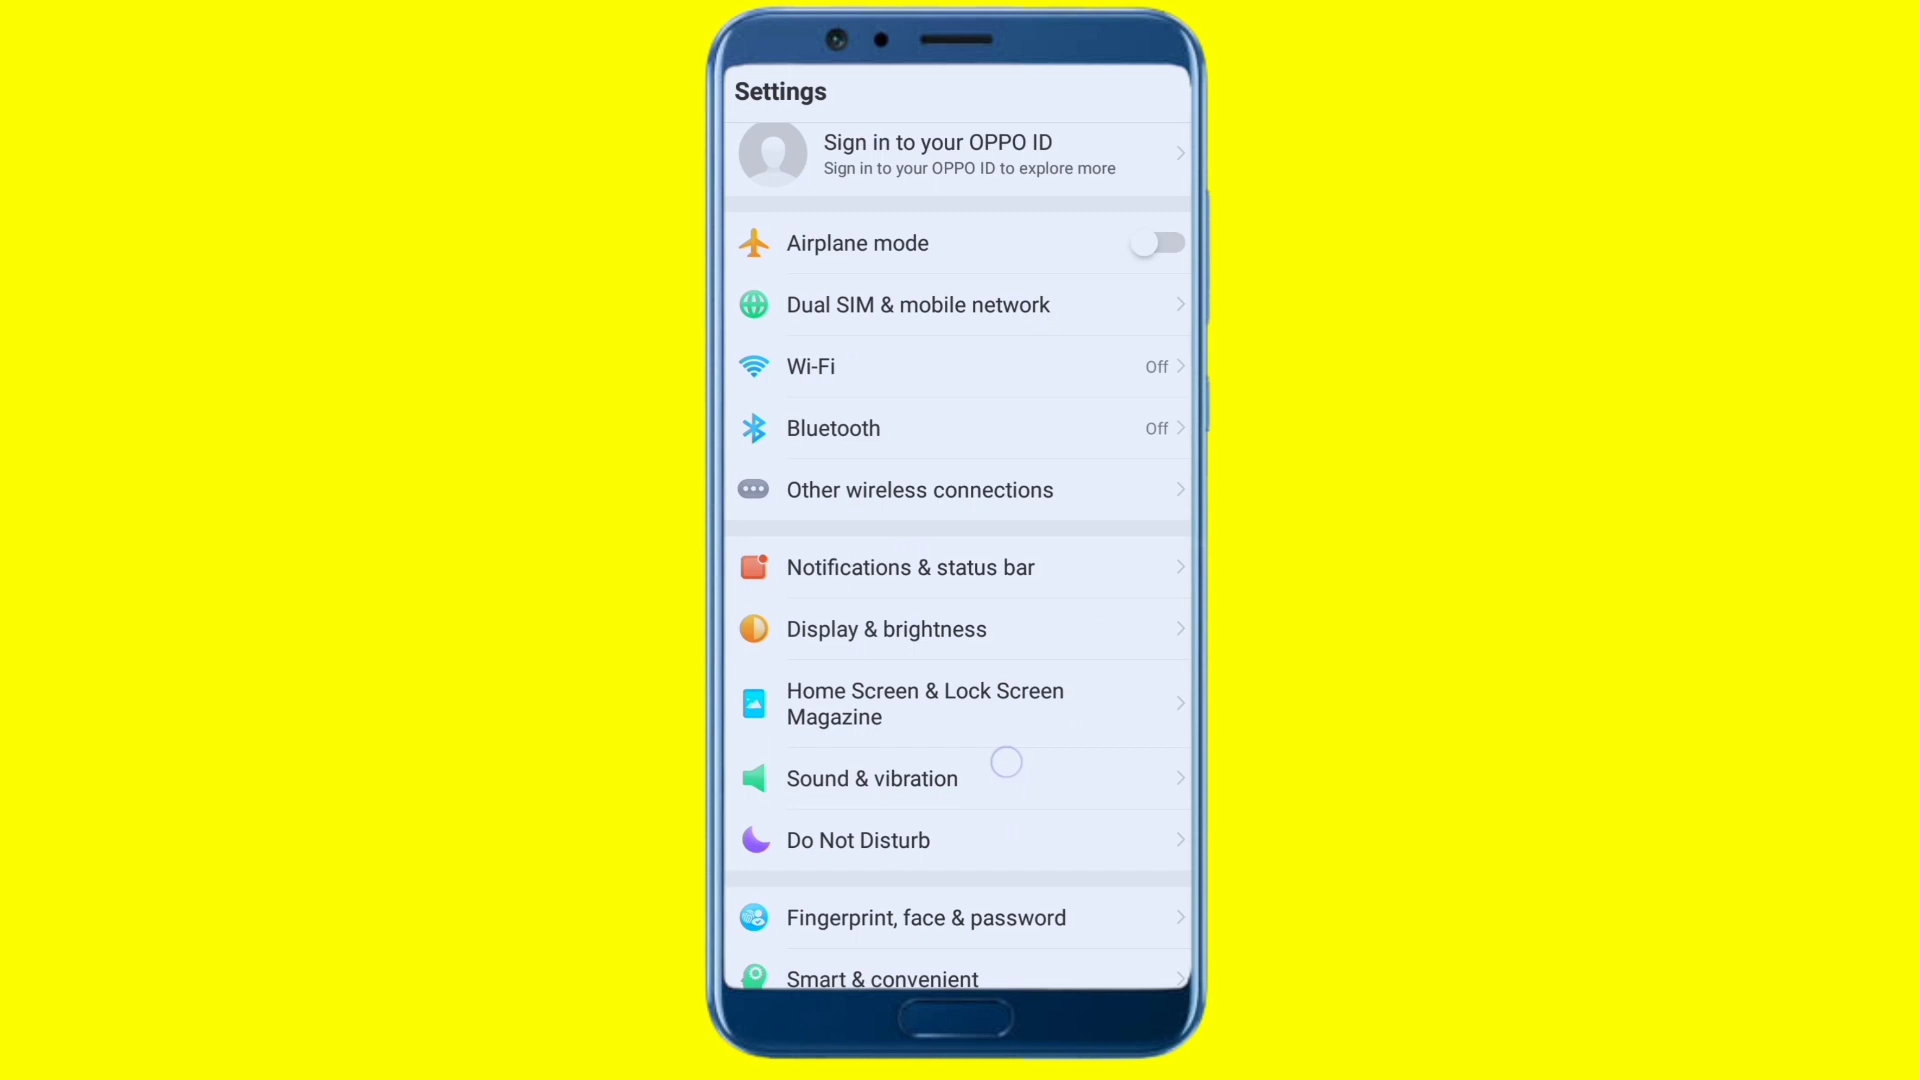 Settings
Sign in to your OPPO ID
Sign in to your OPPO ID to explore more
Airplane mode
Dual SIM & mobile network
Wi-Fi Off
Bluetooth Off
Other wireless connections
Notifications & status bar
Display & brightness
Home Screen & Lock Screen
Magazine
Sound & vibration
Do Not Disturb
Fingerprint, face & password
Smart & convenient